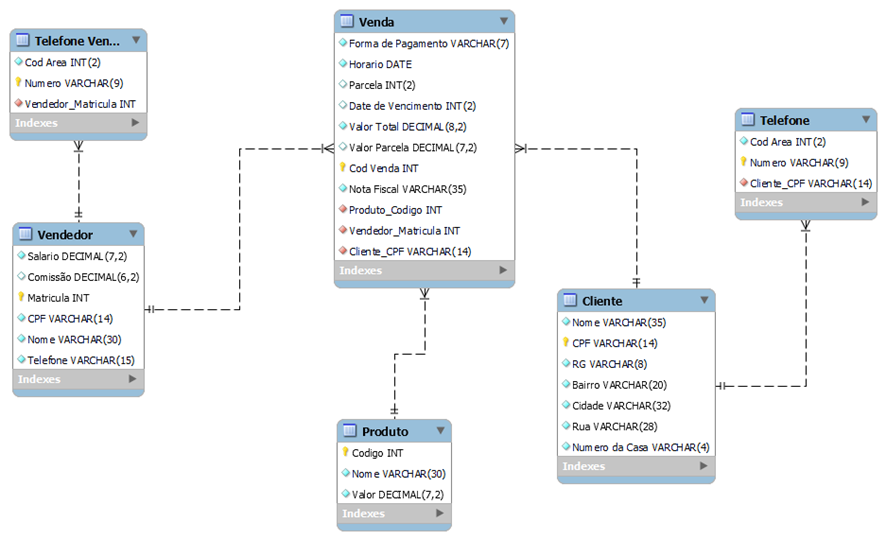 Telefone Ven...
Cod Area INT(2)
Numero VARCHAR(9)
Vendedor_Matricula INT
Indexes
Venda
Forma de Pagamento VARCHAR(7)
Horario DATE
Parcela INT(2)
Date de Vencimento INT(2)
Valor Total DECIMAL(8,2)
Valor Parcela DECIMAL(7,2)
Cod Venda INT
Nota Fiscal VARCHAR(35)
Produto_Codigo INT
Vendedor_Matricula INT
Cliente_CPF VARCHAR(14)
Indexes
Telefone
Cod Area INT(2)
Numero VARCHAR(9)
Cliente_CPF VARCHAR(14)
Indexes
Vendedor
Salario DECIMAL(7,2)
Comissão DECIMAL(6,2)
Matricula INT
CPF VARCHAR(14)
Nome VARCHAR(30)
Telefone VARCHAR(15)
Indexes
Cliente
Nome VARCHAR(35)
CPF VARCHAR(14)
RG VARCHAR(8)
Bairro VARCHAR(20)
Cidade VARCHAR(32)
Rua VARCHAR(28)
Numero da Casa VARCHAR(4)
Indexes
Produto
Codigo INT
Nome VARCHAR(30)
Valor DECIMAL(7,2)
Indexes